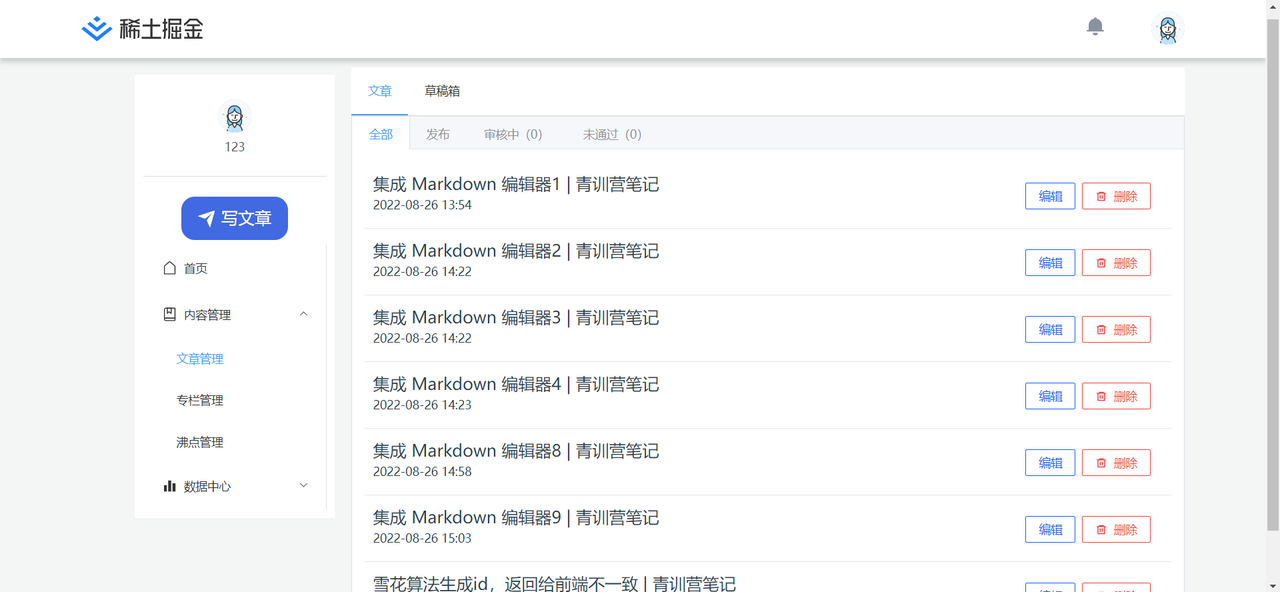 稀土掘金
123
写文章
首页
内容管理
文章管理
专栏管理
沸点管理
数据中心
文章 草稿箱
全部 发布 审核中（0） 未通过（0）
集成 Markdown 编辑器1 | 青训营笔记
2022-08-26 13:54
编辑 删除
集成 Markdown 编辑器2 | 青训营笔记
2022-08-26 14:22
编辑 删除
集成 Markdown 编辑器3 | 青训营笔记
2022-08-26 14:22
编辑 删除
集成 Markdown 编辑器4 | 青训营笔记
2022-08-26 14:23
编辑 删除
集成 Markdown 编辑器8 | 青训营笔记
2022-08-26 14:58
编辑 删除
集成 Markdown 编辑器9 | 青训营笔记
2022-08-26 15:03
编辑 删除
雪花算法生成id，返回给前端不一致 | 青训营笔记